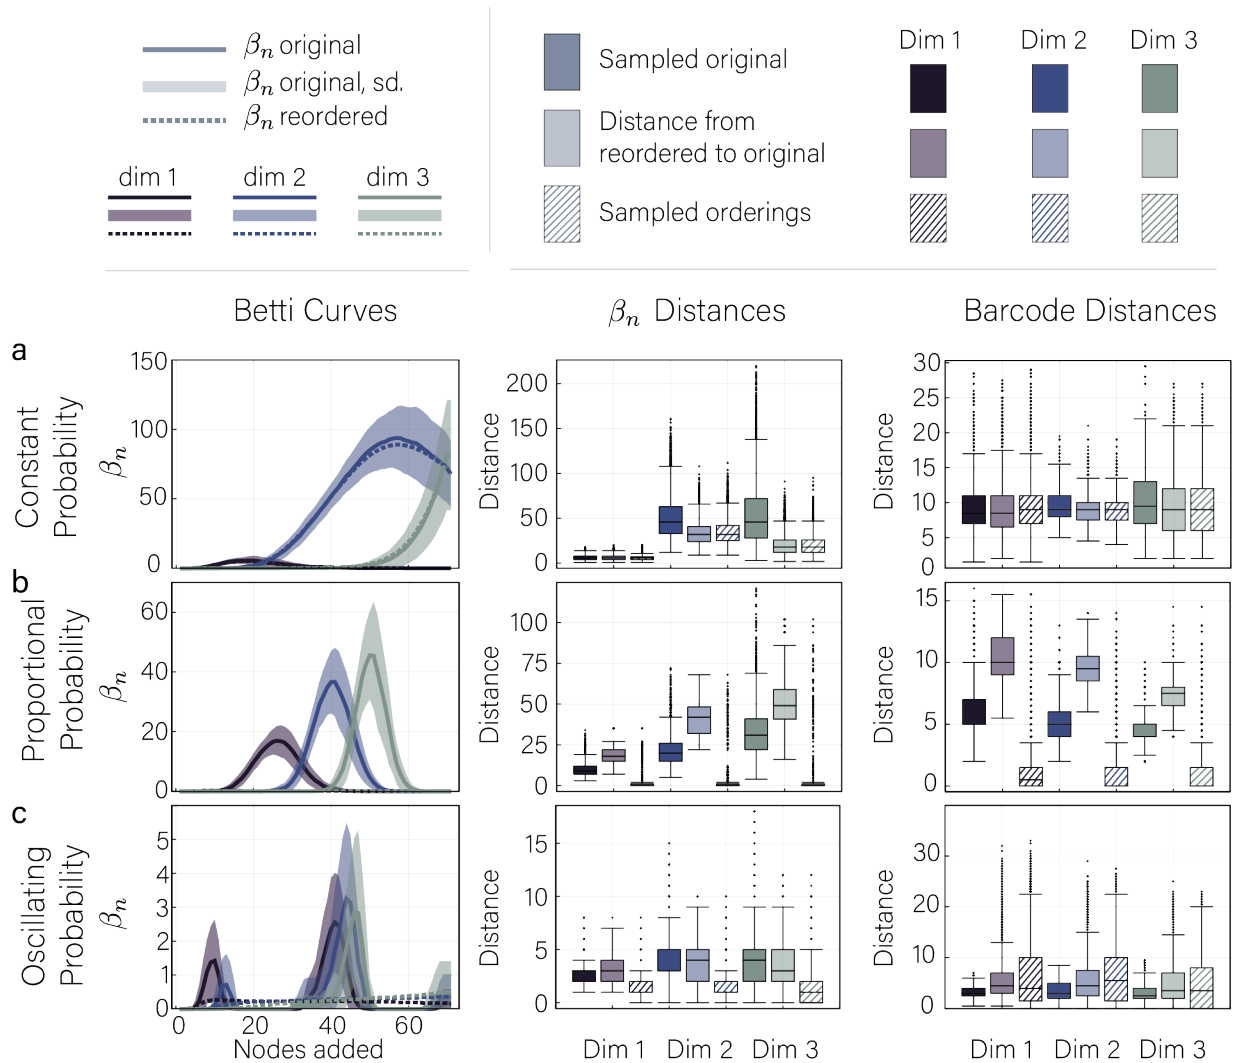 βn original
βn original, sd.
βn reordered
dim 1 dim 2 dim 3
Sampled original
Distance from
reordered to original
Sampled orderings
Dim 1 Dim 2 Dim 3
Betti Curves
βn Distances
Barcode Distances
a
Constant
Probability
βn
150
100
50
0
Distance
200
150
100
50
0
Distance
30
25
20
15
10
5
0
b
Proportional
Probability
βn
60
40
20
0
Distance
100
75
50
25
0
Distance
15
10
5
0
c
Oscillating
Probability
βn
5
4
3
2
1
0
0 20 40 60
Nodes added
Distance
15
10
5
0
Dim 1 Dim 2 Dim 3
Distance
30
20
10
0
Dim 1 Dim 2 Dim 3